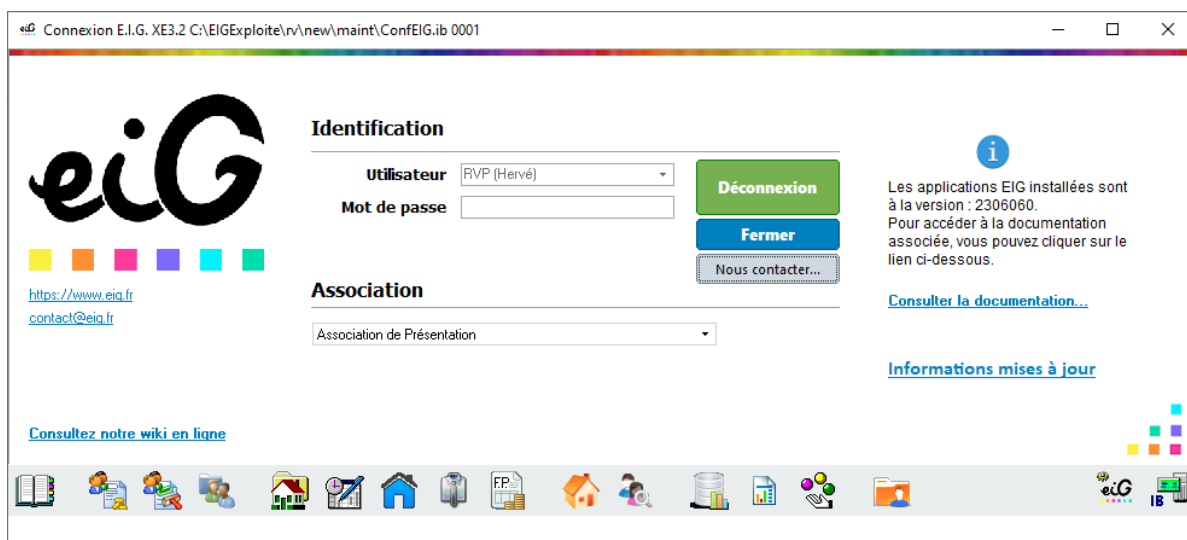 Connexion E.I.G. XE3.2 C:\EIGExploite\rv\new\maint\ConfEIG.ib 0001
eiG
https://www.eig.fr
contact@eig.fr
Consultez notre wiki en ligne
Identification
Utilisateur RVP (Hervé)
Mot de passe
Déconnexion
Fermer
Nous contacter...
Association
Association de Présentation
i
Les applications EIG installées sont
à la version : 2306060.
Pour accéder à la documentation
associée, vous pouvez cliquer sur le
lien ci-dessous.
Consulter la documentation...
Informations mises à jour
F.P.
eiG
IB